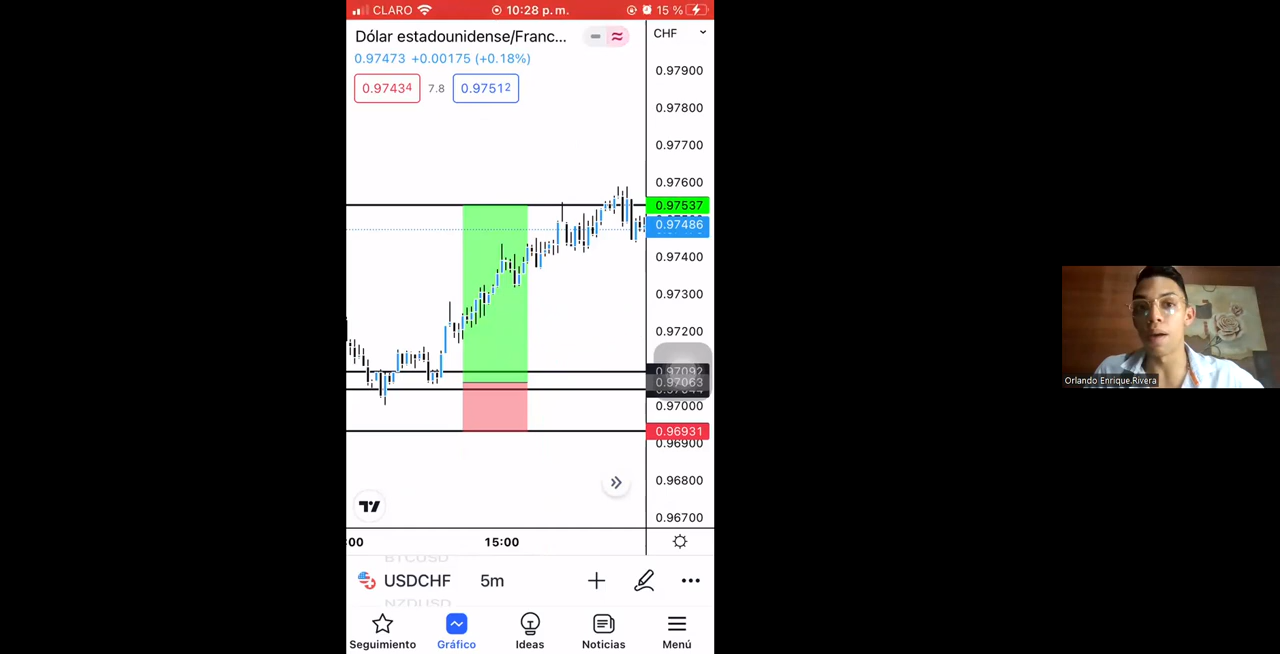 CLARO 10:28 p. m. 15 %
Dólar estadounidense/Franc... CHF
0.97473 +0.00175 (+0.18%)
0.97434 7.8 0.97512
0.97900
0.97800
0.97700
0.97600
0.97537
0.97486
0.97400
0.97300
0.97200
0.97092
0.97063
0.97000
0.96931
0.96900
0.96800
0.96700
:00 15:00
BTCUSD
USDCHF 5m
NZDUSD
Seguimiento Gráfico Ideas Noticias Menú
Orlando Enrique.Rivera